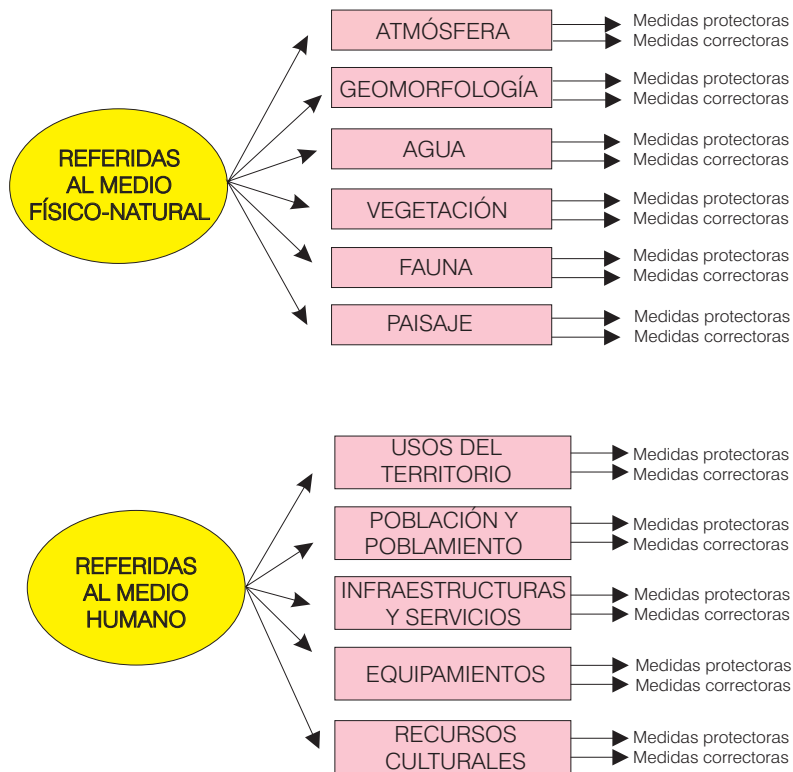 REFERIDAS
AL MEDIO
FÍSICO-NATURAL
ATMÓSFERA
Medidas protectoras
Medidas correctoras
GEOMORFOLOGÍA
Medidas protectoras
Medidas correctoras
AGUA
Medidas protectoras
Medidas correctoras
VEGETACIÓN
Medidas protectoras
Medidas correctoras
FAUNA
Medidas protectoras
Medidas correctoras
PAISAJE
Medidas protectoras
Medidas correctoras
REFERIDAS
AL MEDIO
HUMANO
USOS DEL
TERRITORIO
Medidas protectoras
Medidas correctoras
POBLACIÓN Y
POBLAMIENTO
Medidas protectoras
Medidas correctoras
INFRAESTRUCTURAS
Y SERVICIOS
Medidas protectoras
Medidas correctoras
EQUIPAMIENTOS
Medidas protectoras
Medidas correctoras
RECURSOS
CULTURALES
Medidas protectoras
Medidas correctoras